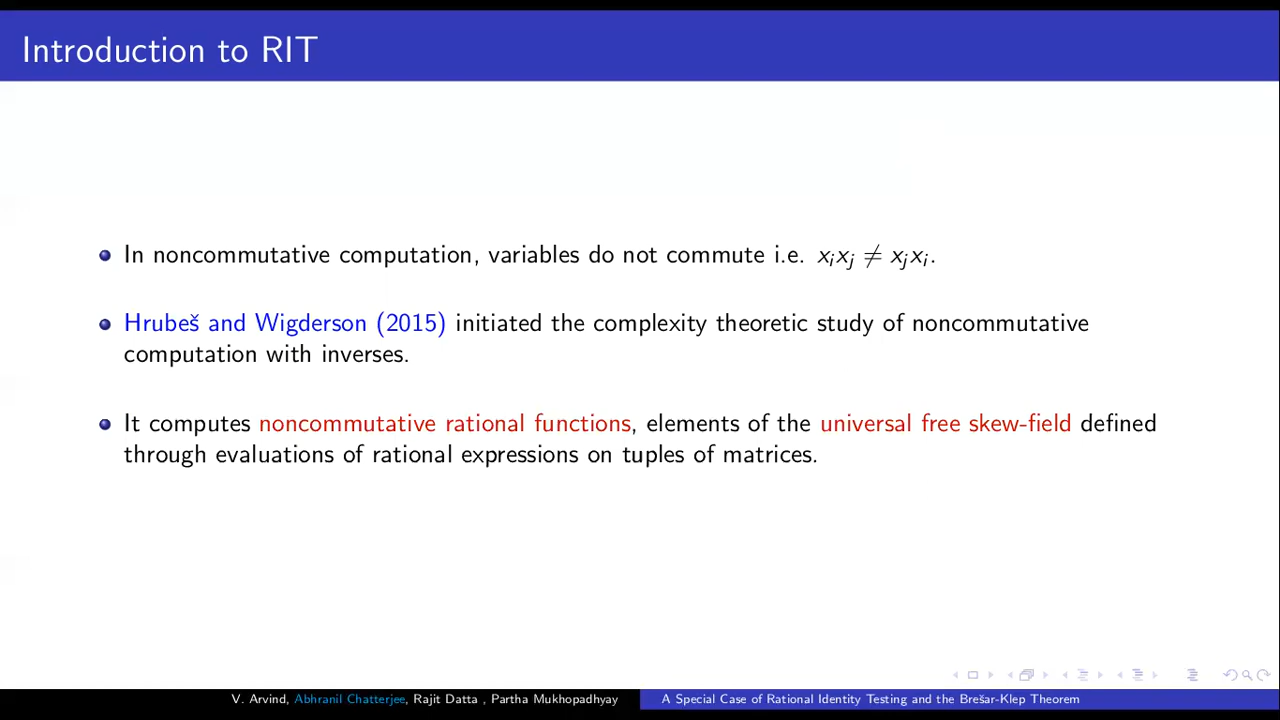 Introduction to RIT
In noncommutative computation, variables do not commute i.e. xᵢxⱼ ≠ xⱼxᵢ.
Hrubeš and Wigderson (2015) initiated the complexity theoretic study of noncommutative
computation with inverses.
It computes noncommutative rational functions, elements of the universal free skew-field defined
through evaluations of rational expressions on tuples of matrices.
V. Arvind, Abhranil Chatterjee, Rajit Datta , Partha Mukhopadhyay
A Special Case of Rational Identity Testing and the Brešar-Klep Theorem